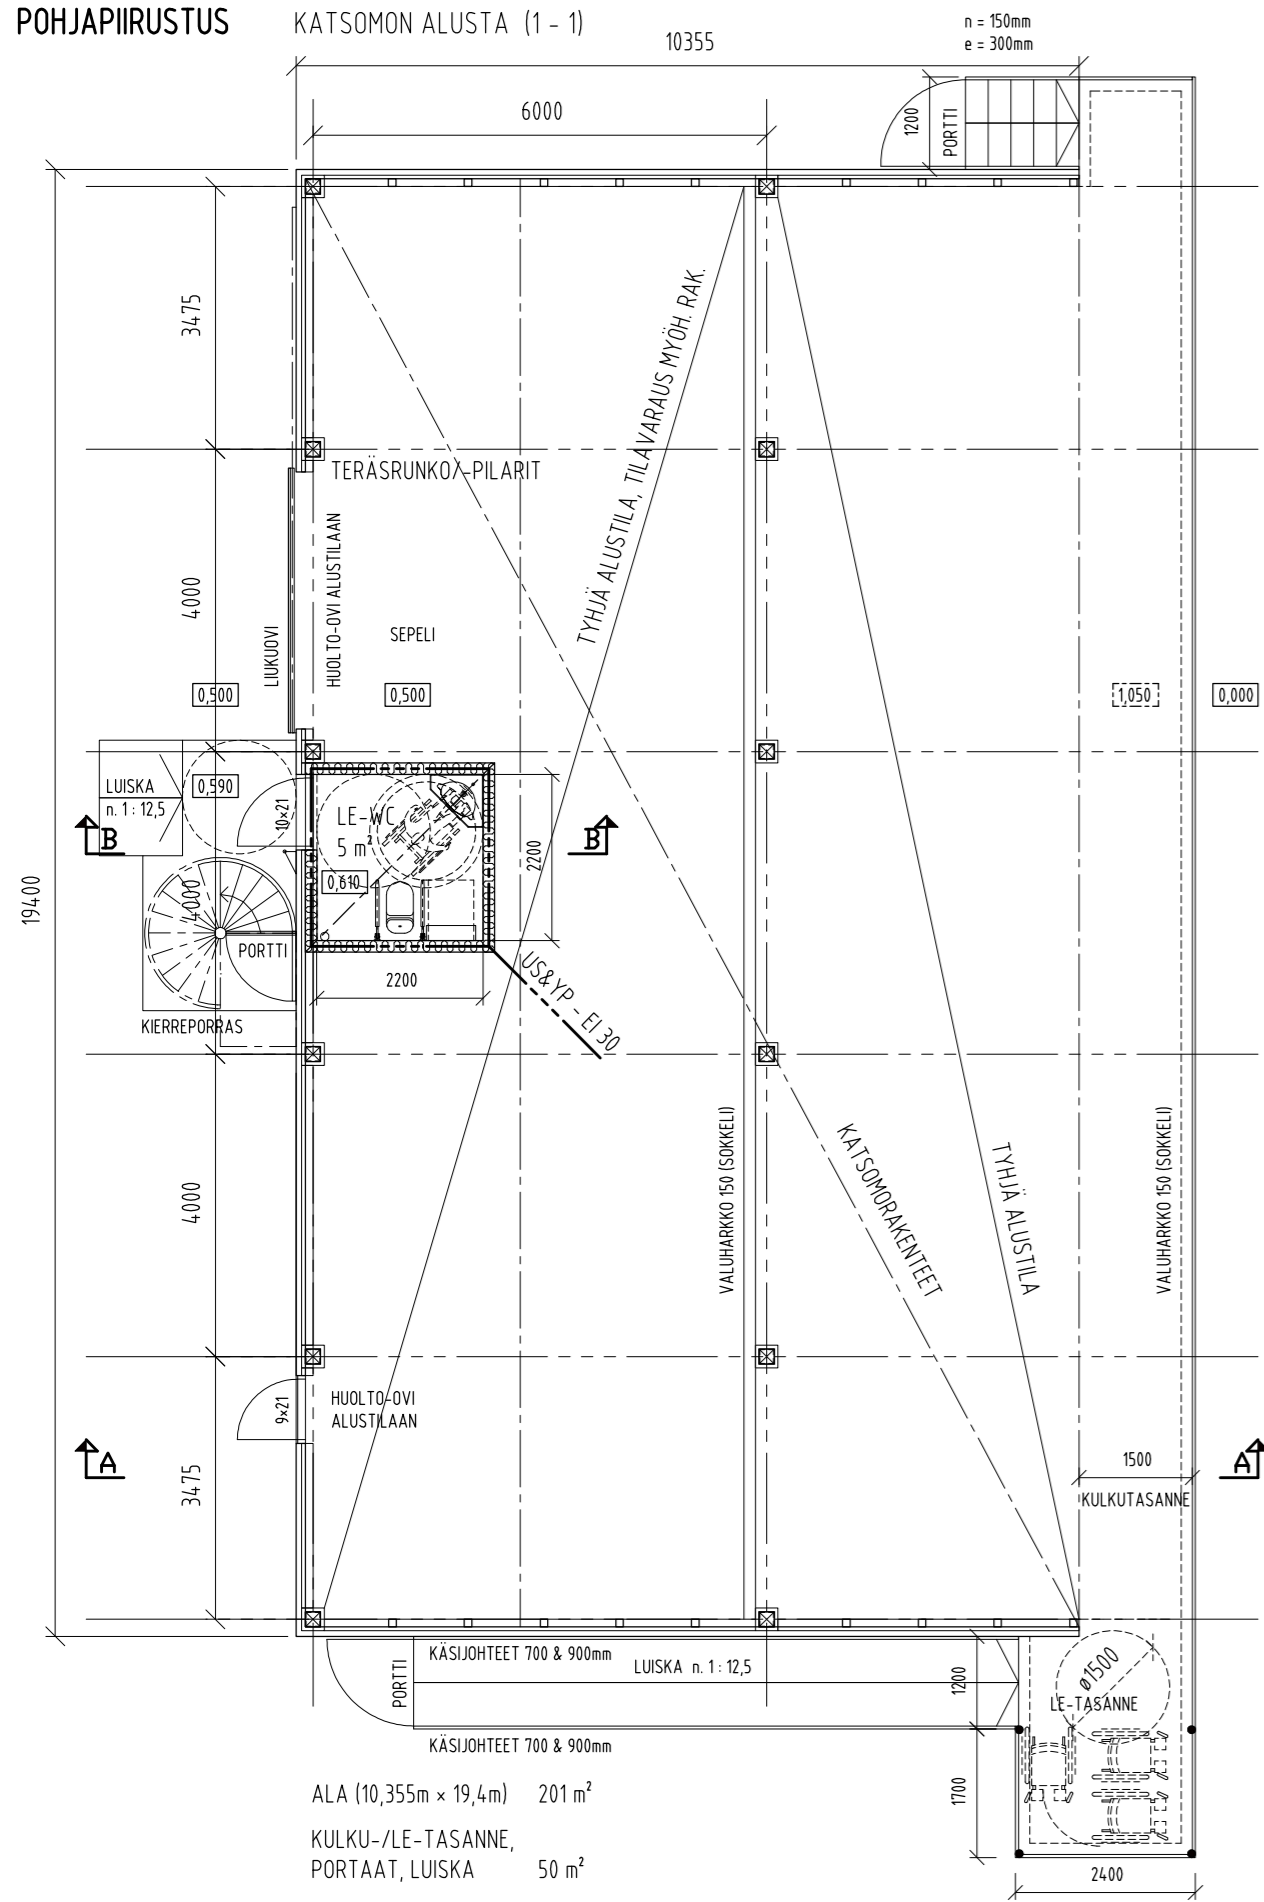 POHJAPIIRUSTUS
KATSOMON ALUSTA (1 - 1)
n = 150mm
e = 300mm
10355
6000
1200
PORTTI
3475
TERÄSRUNKO/-PILARIT
TYHJÄ ALUSTILA, TILAVARAUS MYÖH. RAK.
4000
LIUKUOVI
HUOLTO-OVI ALUSTILAAN
SEPELI
0,500
0,500
1,050
0,000
LUISKA
n. 1 : 12,5
0,590
10×21
LE-WC
5 m²
0,610
2200
B
B
19400
4000
PORTTI
2200
KIERREPORRAS
US&YP - EI 30
4000
VALUHARKKO 150 (SOKKELI)
KATSOMORAKENTEET
TYHJÄ ALUSTILA
VALUHARKKO 150 (SOKKELI)
9×21
HUOLTO-OVI
ALUSTILAAN
A
A
3475
1500
KULKUTASANNE
KÄSIJOHTEET 700 & 900mm
PORTTI
LUISKA n. 1 : 12,5
1200
Ø1500
LE-TASANNE
KÄSIJOHTEET 700 & 900mm
1700
ALA (10,355m × 19,4m) 201 m²
KULKU-/LE-TASANNE,
PORTAAT, LUISKA 50 m²
2400